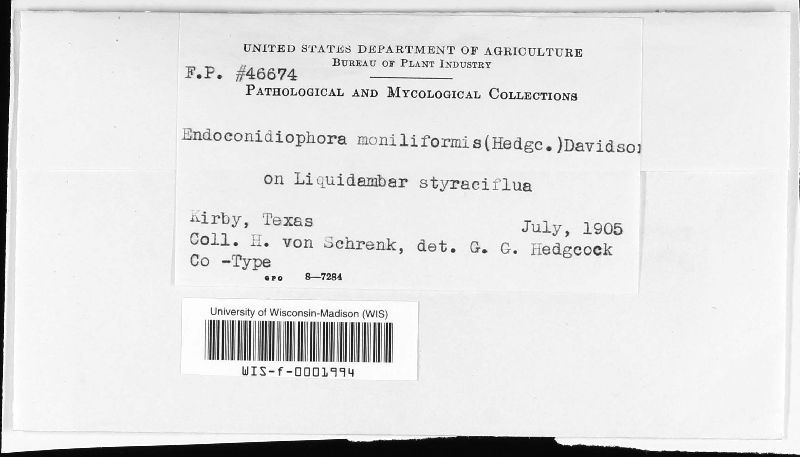 UNITED STATES DEPARTMENT OF AGRICULTURE
BUREAU OF PLANT INDUSTRY
F.P. #46674
PATHOLOGICAL AND MYCOLOGICAL COLLECTIONS
Endoconidiophora moniliformis(Hedgc.)Davidson
on Liquidambar styraciflua
Kirby, Texas July, 1905
Coll. H. von Schrenk, det. G. G. Hedgcock
Co -Type
GPO 8—7284
University of Wisconsin-Madison (WIS)
WIS-f-0001994